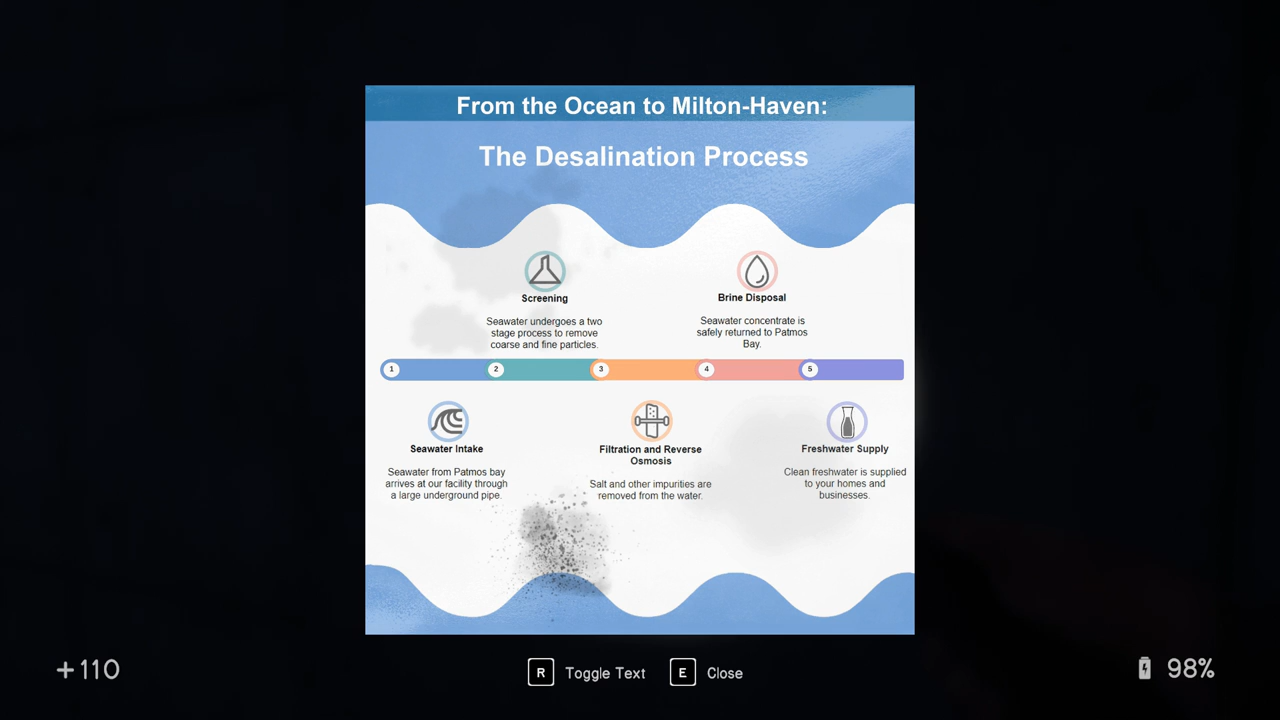 From the Ocean to Milton-Haven:
The Desalination Process
Screening
Seawater undergoes a two
stage process to remove
coarse and fine particles.
Brine Disposal
Seawater concentrate is
safely returned to Patmos
Bay.
1
2
3
4
5
Seawater Intake
Seawater from Patmos bay
arrives at our facility through
a large underground pipe.
Filtration and Reverse
Osmosis
Salt and other impurities are
removed from the water.
Freshwater Supply
Clean freshwater is supplied
to your homes and
businesses.
+110
R Toggle Text E Close
98%